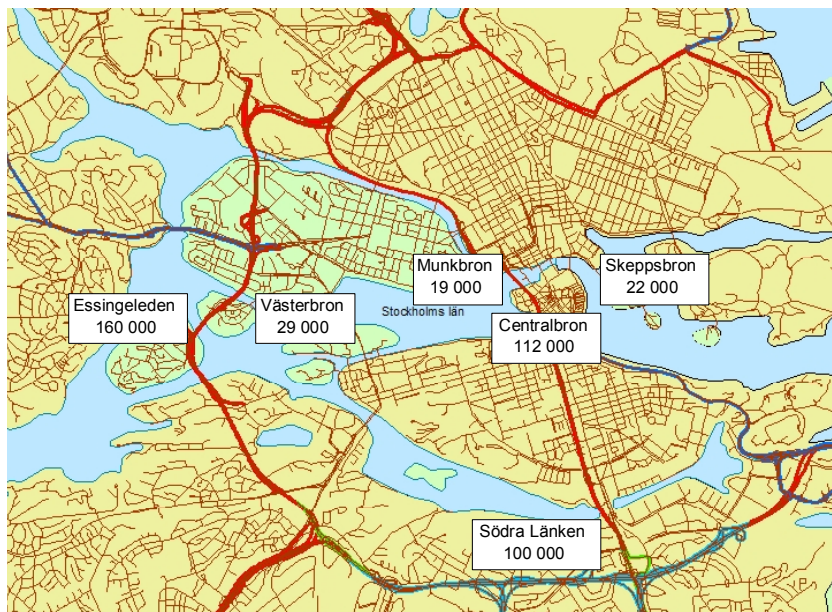 Munkbron
19 000
Skeppsbron
22 000
Essingeleden
160 000
Västerbron
29 000
Stockholms län
Centralbron
112 000
Södra Länken
100 000